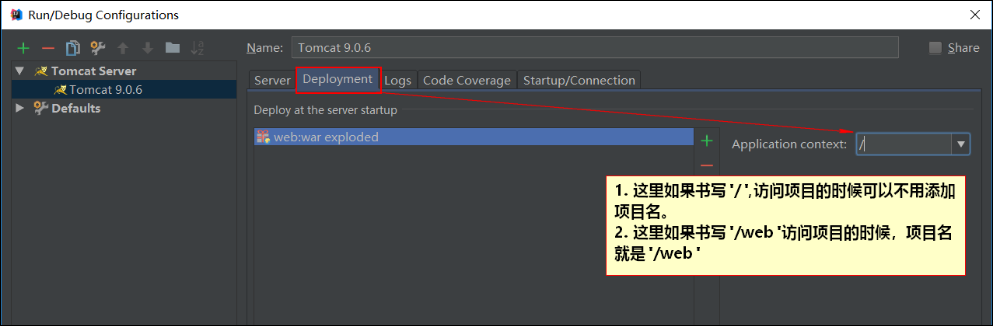 Run/Debug Configurations
Name: Tomcat 9.0.6
Share
Tomcat Server
Tomcat 9.0.6
Defaults
Server Deployment Logs Code Coverage Startup/Connection
Deploy at the server startup
web:war exploded
Application context: /
1. 这里如果书写 '/ ',访问项目的时候可以不用添加
项目名。
2. 这里如果书写 '/web '访问项目的时候，项目名
就是 '/web '